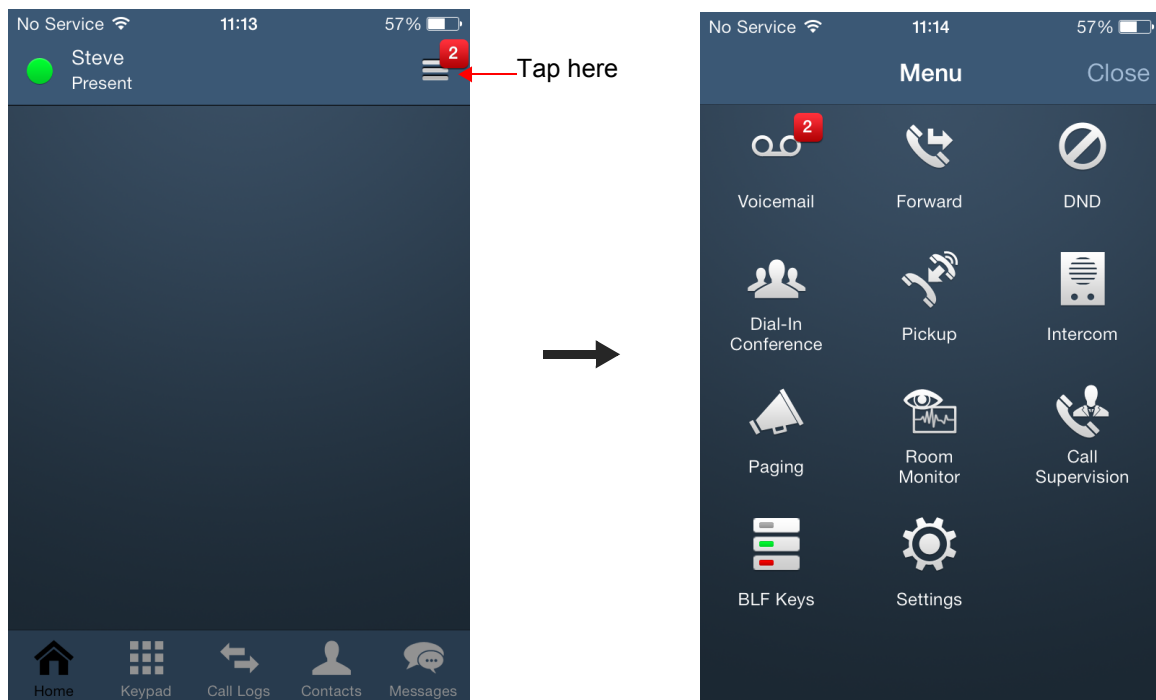 No Service 11:13 57%
2
Steve
Present
Tap here
Home Keypad Call Logs Contacts Messages
No Service 11:14 57%
Menu Close
2
Voicemail Forward DND
Dial-In
Conference Pickup Intercom
Paging Room
Monitor Call
Supervision
BLF Keys Settings